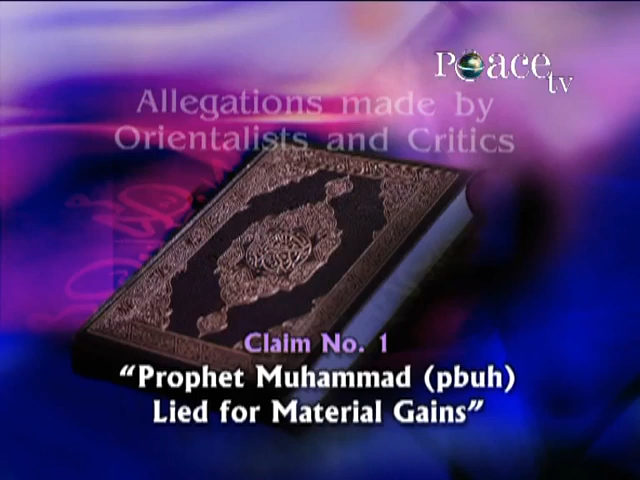 Peace
tv
Allegations made by
Orientalists and Critics
Claim No. 1
“Prophet Muhammad (pbuh)
Lied for Material Gains”